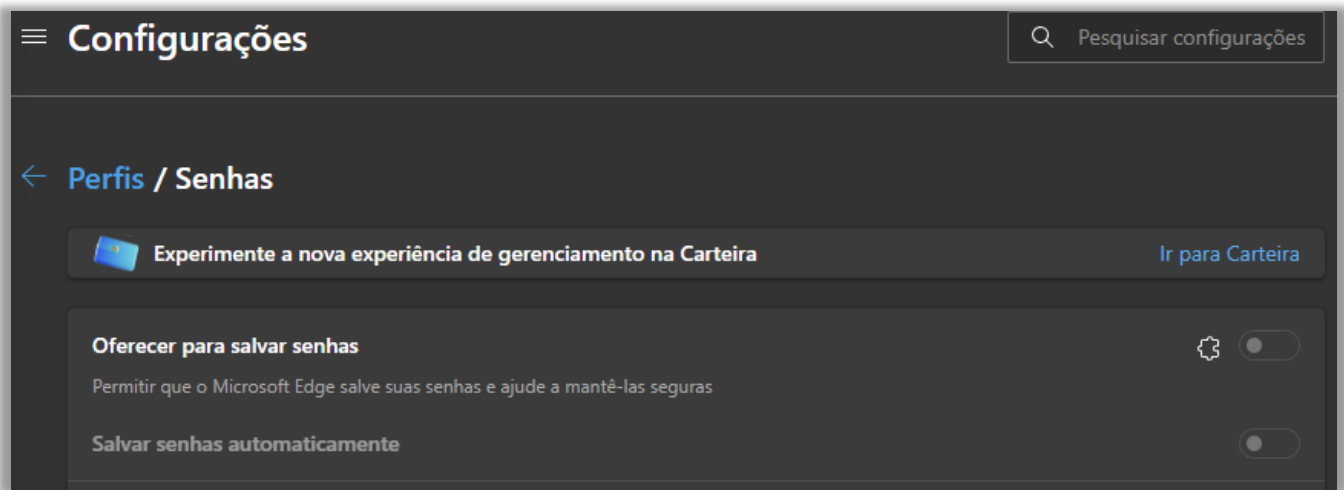 Configurações
Pesquisar configurações
Perfis / Senhas
Experimente a nova experiência de gerenciamento na Carteira
Ir para Carteira
Oferecer para salvar senhas
Permitir que o Microsoft Edge salve suas senhas e ajude a mantê-las seguras
Salvar senhas automaticamente